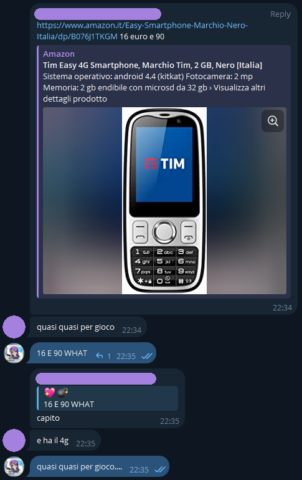 Reply
https://www.amazon.it/Easy-Smartphone-Marchio-Nero-
Italia/dp/B076J1TKGM 16 euro e 90
Amazon
Tim Easy 4G Smartphone, Marchio Tim, 2 GB, Nero [Italia]
Sistema operativo: android 4.4 (kitkat) Fotocamera: 2 mp
Memoria: 2 gb endibile con microsd da 32 gb › Visualizza altri
dettagli prodotto
TIM
22:34
quasi quasi per gioco 22:34
16 E 90 WHAT 1 22:35
16 E 90 WHAT
capito 22:35
e ha il 4g 22:35
quasi quasi per gioco.... 22:35